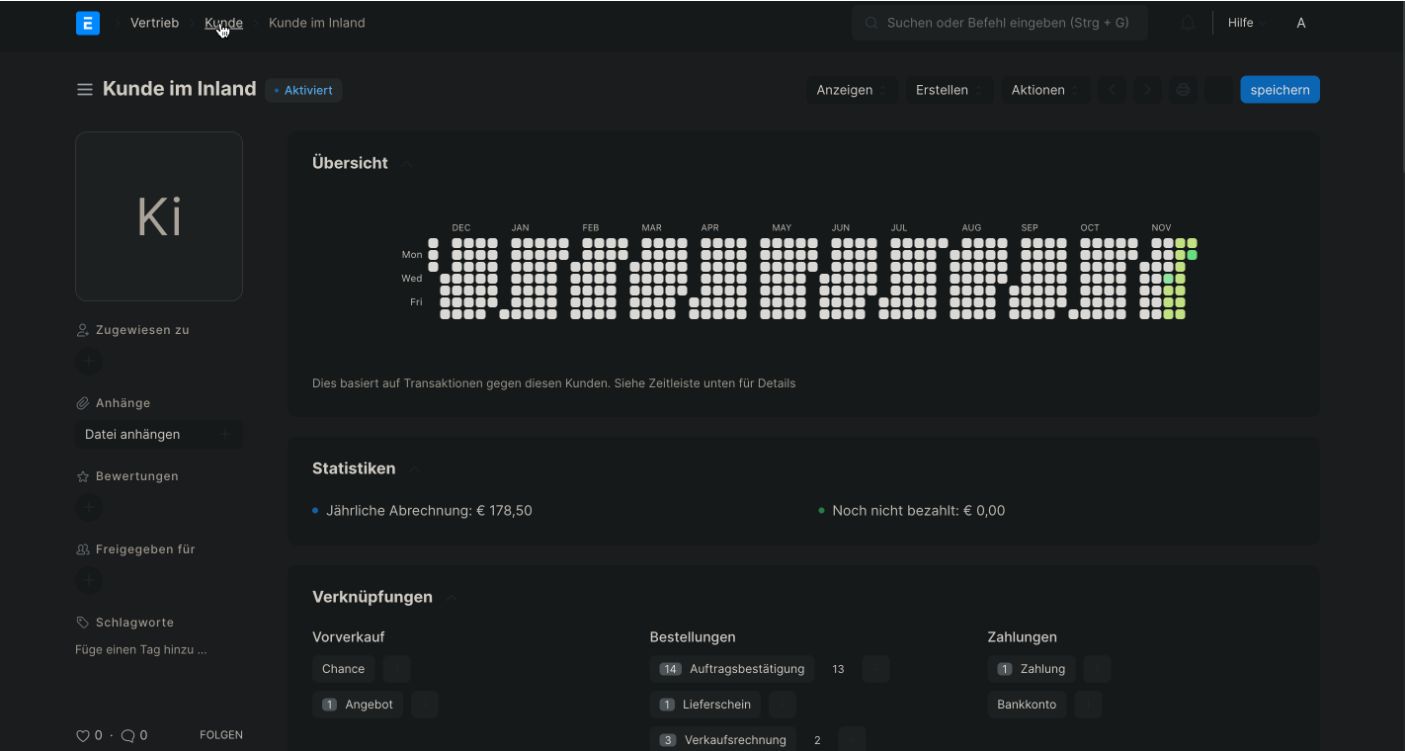 E Vertrieb Kunde Kunde im Inland Suchen oder Befehl eingeben (Strg + G) Hilfe A
Kunde im Inland • Aktiviert Anzeigen Erstellen Aktionen speichern
Ki
Zugewiesen zu
Anhänge
Datei anhängen
Bewertungen
Freigegeben für
Schlagworte
Füge einen Tag hinzu ...
0 · 0 FOLGEN
Übersicht
DEC JAN FEB MAR APR MAY JUN JUL AUG SEP OCT NOV
Mon
Wed
Fri
Dies basiert auf Transaktionen gegen diesen Kunden. Siehe Zeitleiste unten für Details
Statistiken
Jährliche Abrechnung: € 178,50 Noch nicht bezahlt: € 0,00
Verknüpfungen
Vorverkauf Bestellungen Zahlungen
Chance 14 Auftragsbestätigung 13 1 Zahlung
1 Angebot 1 Lieferschein Bankkonto
3 Verkaufsrechnung 2